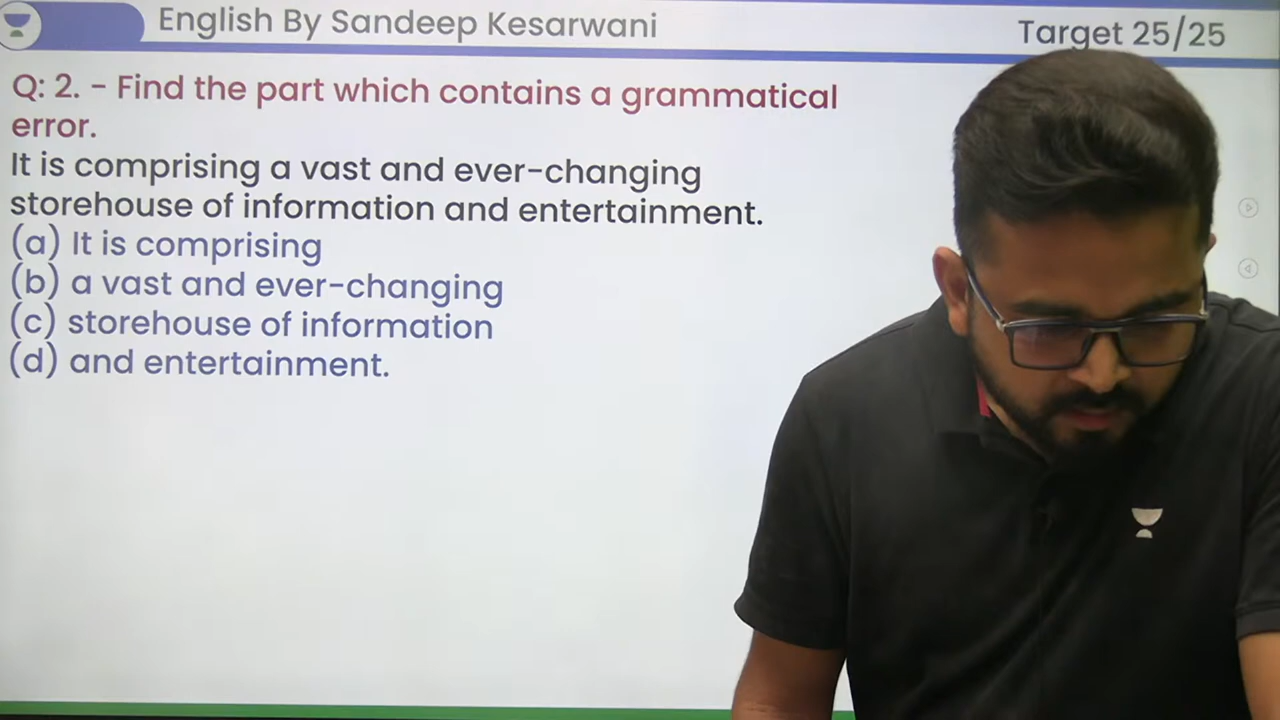 English By Sandeep Kesarwani
Target 25/25
Q: 2. - Find the part which contains a grammatical
error.
It is comprising a vast and ever-changing
storehouse of information and entertainment.
(a) It is comprising
(b) a vast and ever-changing
(c) storehouse of information
(d) and entertainment.